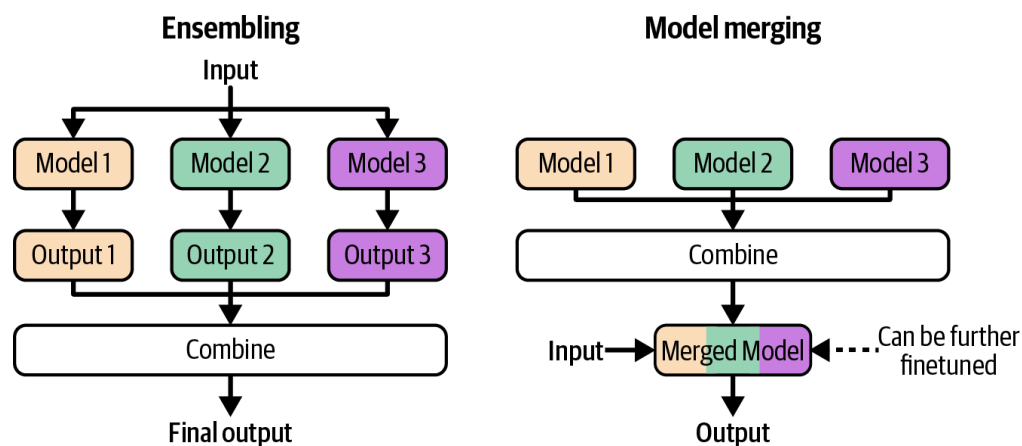 Ensembling
Input
Model 1
Model 2
Model 3
Output 1
Output 2
Output 3
Combine
Final output
Model merging
Model 1
Model 2
Model 3
Combine
Input
Merged Model
Can be further
finetuned
Output